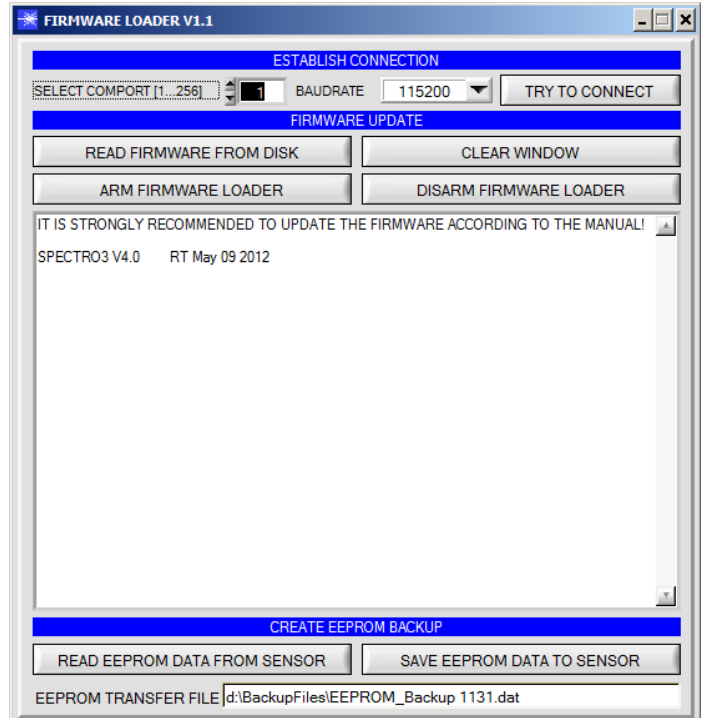 FIRMWARE LOADER V1.1
ESTABLISH CONNECTION
SELECT COMPORT [1...256] 1 BAUDRATE 115200 TRY TO CONNECT
FIRMWARE UPDATE
READ FIRMWARE FROM DISK CLEAR WINDOW
ARM FIRMWARE LOADER DISARM FIRMWARE LOADER
IT IS STRONGLY RECOMMENDED TO UPDATE THE FIRMWARE ACCORDING TO THE MANUAL!
SPECTRO3 V4.0 RT May 09 2012
CREATE EEPROM BACKUP
READ EEPROM DATA FROM SENSOR SAVE EEPROM DATA TO SENSOR
EEPROM TRANSFER FILE d:\BackupFiles\EEPROM_Backup 1131.dat